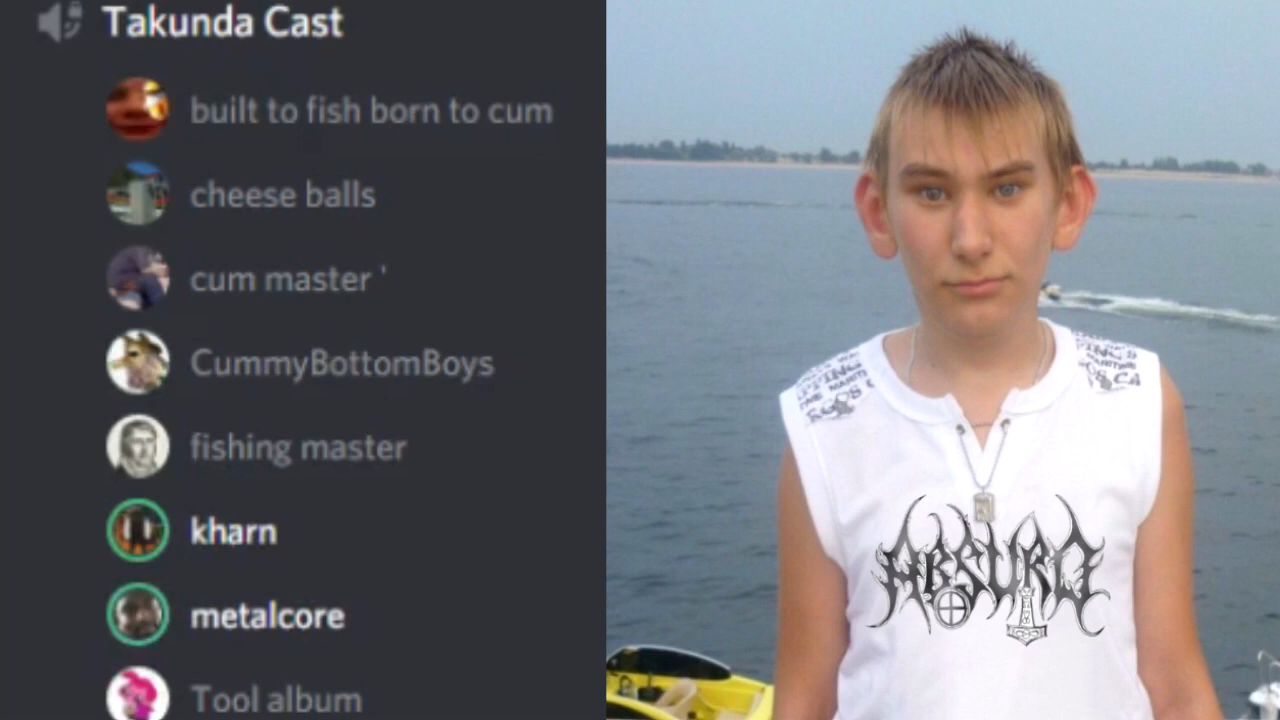 Takunda Cast
built to fish born to cum
cheese balls
cum master '
CummyBottomBoys
fishing master
kharn
metalcore
Tool album
ABSURD